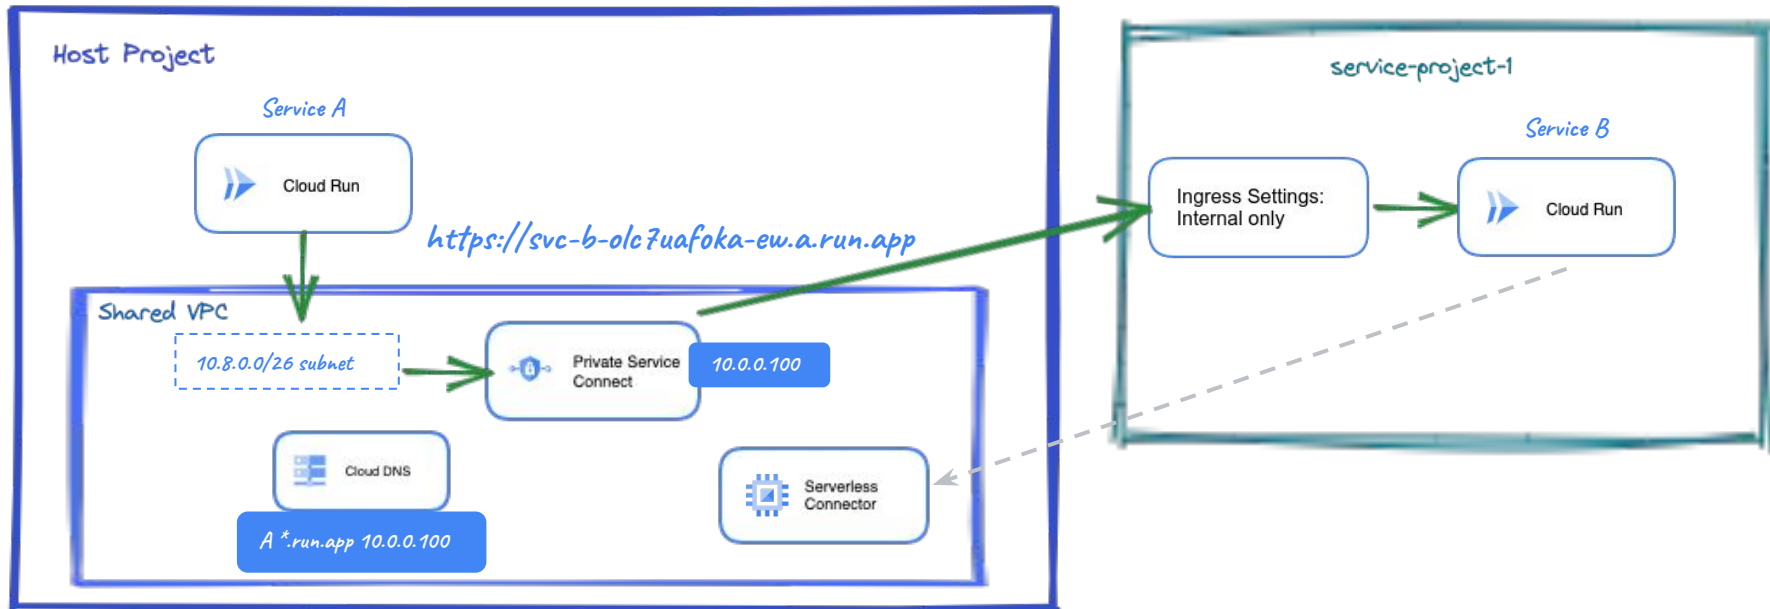 Host Project
Service A
Cloud Run
https://svc-b-olc7uafoka-ew.a.run.app
Shared VPC
10.8.0.0/26 subnet
Private Service
Connect
10.0.0.100
Cloud DNS
A *.run.app 10.0.0.100
Serverless
Connector
service-project-1
Service B
Ingress Settings:
Internal only
Cloud Run